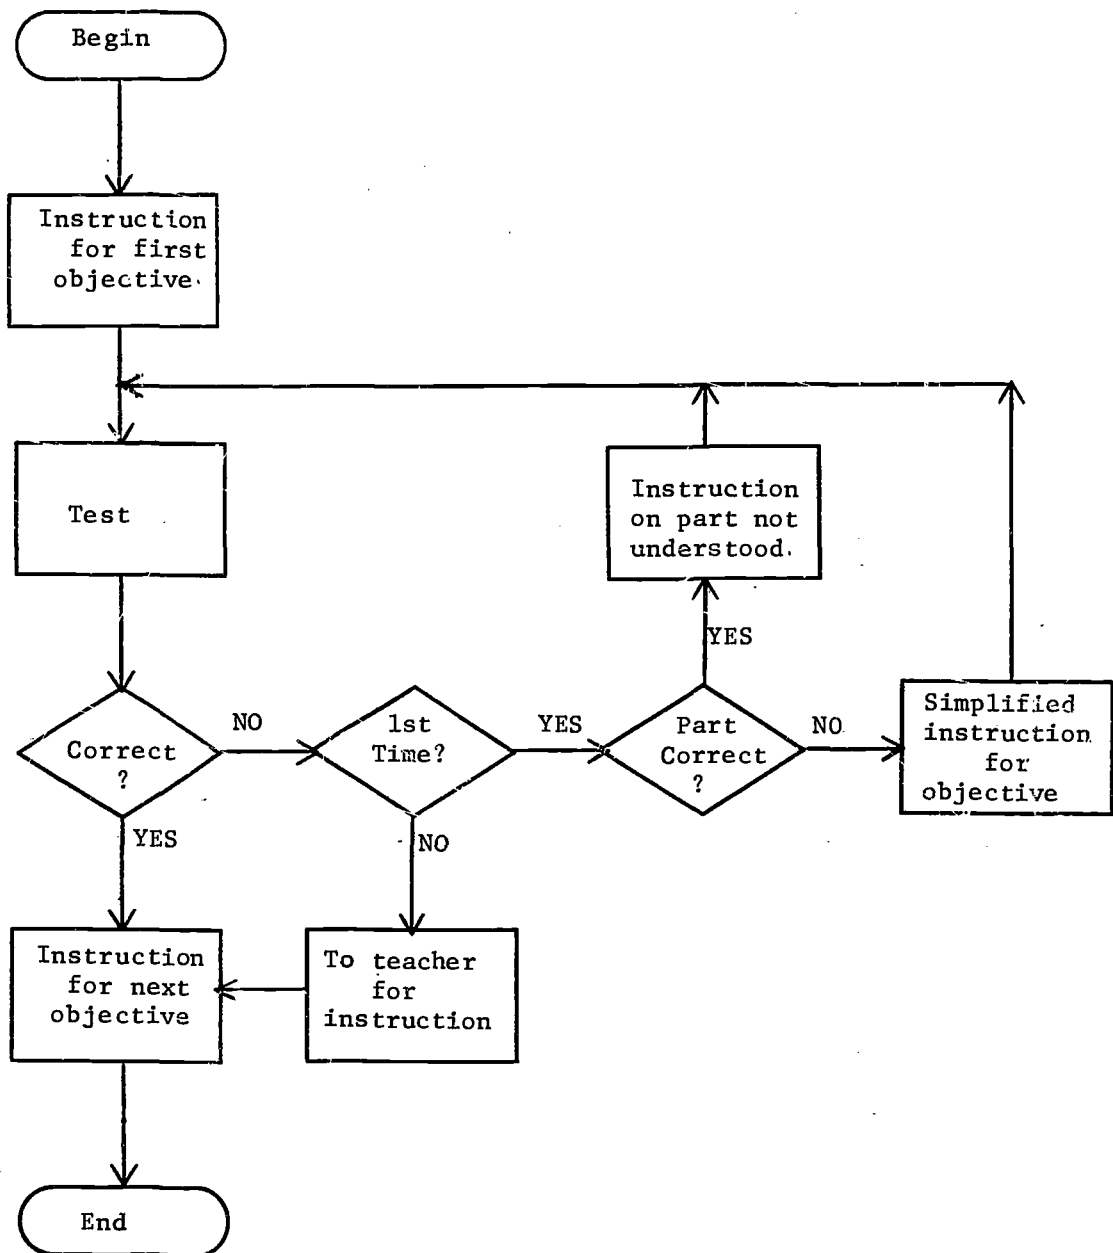 Begin
Instruction
for first
objective.
Test
Instruction
on part not
understood.
YES
Correct
?
NO
1st
Time?
YES
Part
Correct
?
NO
Simplified
instruction
for
objective
YES
NO
Instruction
for next
objective
To teacher
for
instruction
End